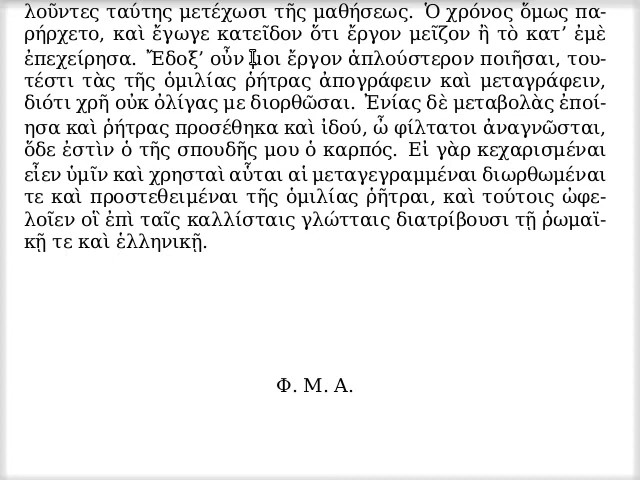 λοῦντες ταύτης μετέχωσι τῆς μαθήσεως. Ὁ χρόνος ὅμως πα-
ρήρχετο, καὶ ἔγωγε κατεῖδον ὅτι ἔργον μεῖζον ἢ τὸ κατ’ ἐμὲ
ἐπεχείρησα. Ἔδοξ’ οὖν μοι ἔργον ἁπλούστερον ποιῆσαι, του-
τέστι τὰς τῆς ὁμιλίας ῥήτρας ἀπογράφειν καὶ μεταγράφειν,
διότι χρῆ οὐκ ὀλίγας με διορθῶσαι. Ἐνίας δὲ μεταβολὰς ἐποί-
ησα καὶ ῥήτρας προσέθηκα καὶ ἰδού, ὦ φίλτατοι ἀναγνῶσται,
ὅδε ἐστὶν ὁ τῆς σπουδῆς μου ὁ καρπός. Εἰ γὰρ κεχαρισμέναι
εἶεν ὑμῖν καὶ χρησταὶ αὗται αἱ μεταγεγραμμέναι διωρθωμέναι
τε καὶ προστεθειμέναι τῆς ὁμιλίας ῥῆτραι, καὶ τούτοις ὠφε-
λοῖεν οἳ ἐπὶ ταῖς καλλίσταις γλώτταις διατρίβουσι τῇ ῥωμαϊ-
κῇ τε καὶ ἑλληνικῇ.
Φ. Μ. Α.